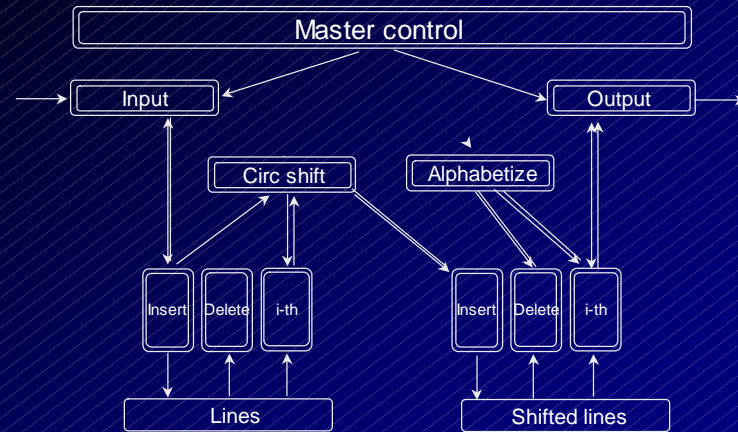 Master control
Input
Output
Circ shift
Alphabetize
Insert
Delete
i-th
Insert
Delete
i-th
Lines
Shifted lines